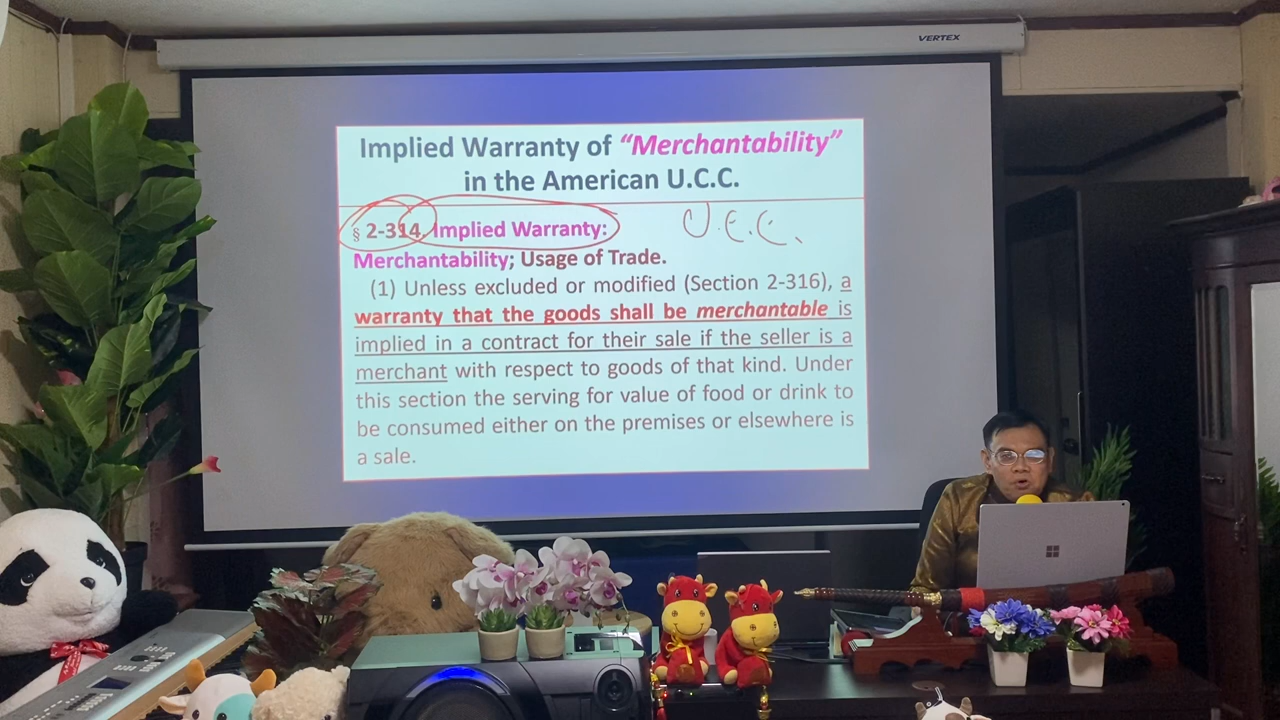 VERTEX
Implied Warranty of “Merchantability”
in the American U.C.C.
§ 2-314. Implied Warranty:
U.C.C.
Merchantability; Usage of Trade.
(1) Unless excluded or modified (Section 2-316), a
warranty that the goods shall be merchantable is
implied in a contract for their sale if the seller is a
merchant with respect to goods of that kind. Under
this section the serving for value of food or drink to
be consumed either on the premises or elsewhere is
a sale.